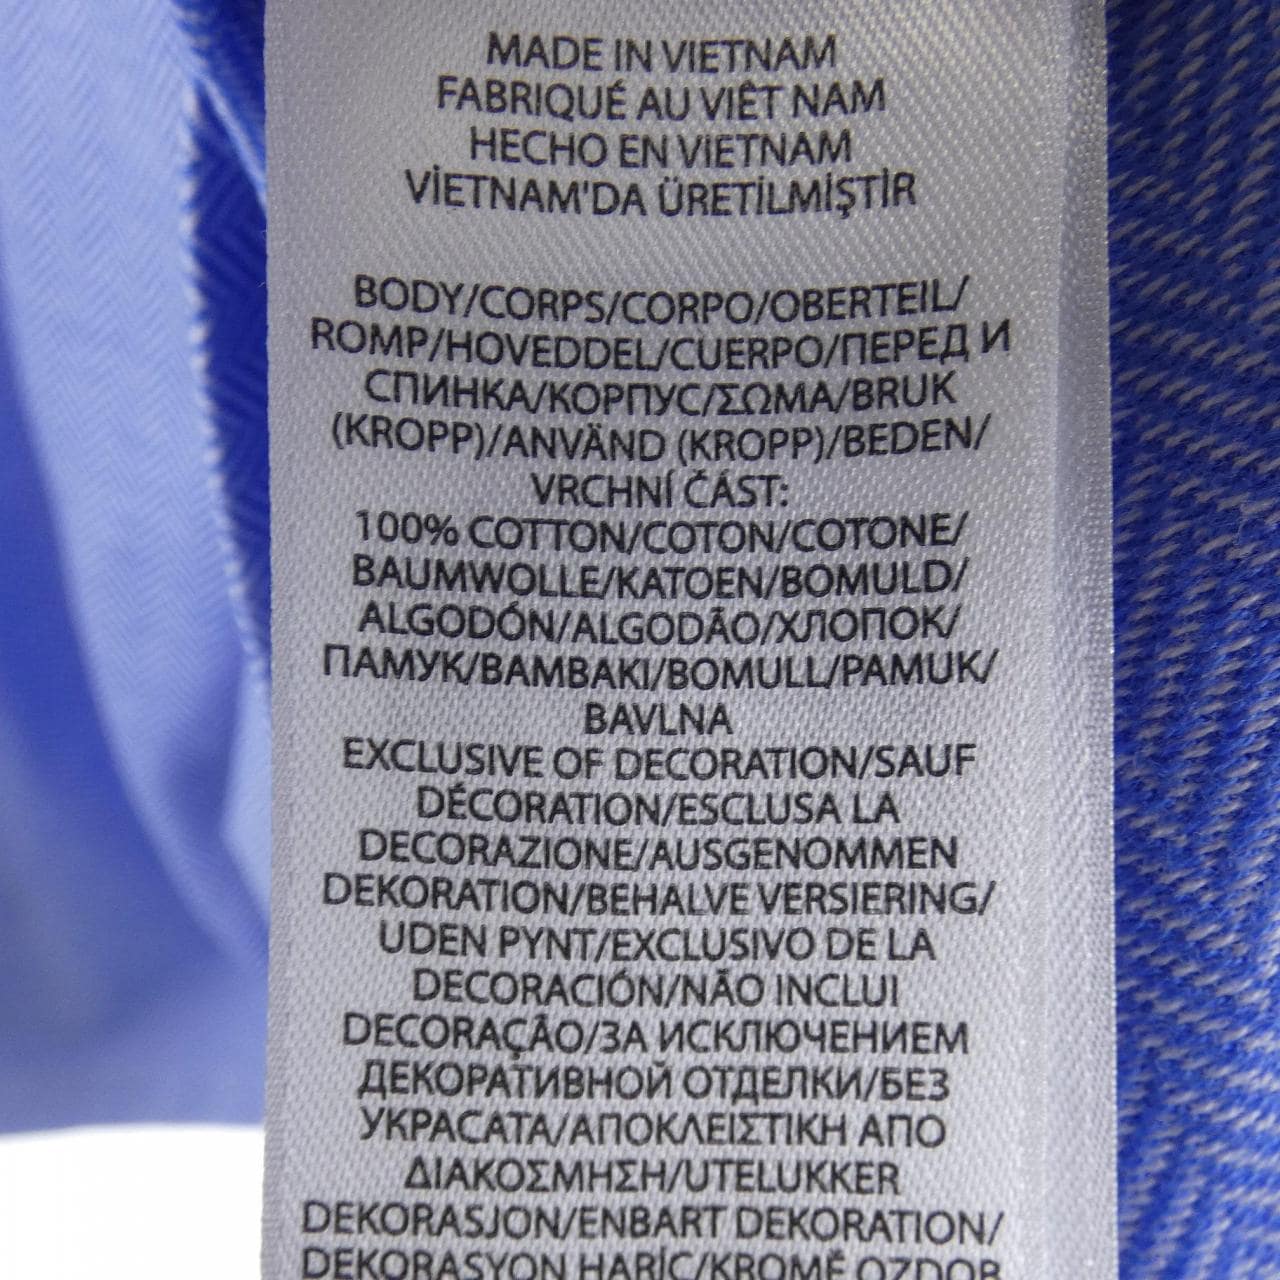 MADE IN VIETNAM
FABRIQUÉ AU VIÊT NAM
HECHO EN VIETNAM
VİETNAM'DA ÜRETİLMİŞTİR
BODY/CORPS/CORPO/OBERTEIL/
ROMP/HOVEDDEL/CUERPO/ПЕРЕД И
СПИНКА/КОРПУС/ΣΩΜΑ/BRUK
(KROPP)/ANVÄND (KROPP)/BEDEN/
VRCHNÍ ČÁST:
100% COTTON/COTON/COTONE/
BAUMWOLLE/KATOEN/BOMULD/
ALGODÓN/ALGODÃO/ХЛОПОК/
ПАМУК/BAMBAKI/BOMULL/PAMUK/
BAVLNA
EXCLUSIVE OF DECORATION/SAUF
DÉCORATION/ESCLUSA LA
DECORAZIONE/AUSGENOMMEN
DEKORATION/BEHALVE VERSIERING/
UDEN PYNT/EXCLUSIVO DE LA
DECORACIÓN/NÃO INCLUI
DECORAÇÃO/ЗА ИСКЛЮЧЕНИЕМ
ДЕКОРАТИВНОЙ ОТДЕЛКИ/БЕЗ
УКРАСАТА/ΑΠΟΚΛΕΙΣΤΙΚΗ ΑΠΟ
ΔΙΑΚΟΣΜΗΣΗ/UTELUKKER
DEKORASJON/ENBART DEKORATION/
DEKORASYON HARİÇ/KROMĚ OZDOB